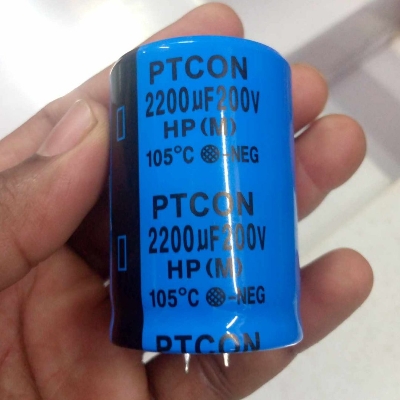 PTCON
2200µF200V
HP(M)
105°C -NEG
PTCON
2200µF200V
HP(M)
105°C -NEG
PTCON